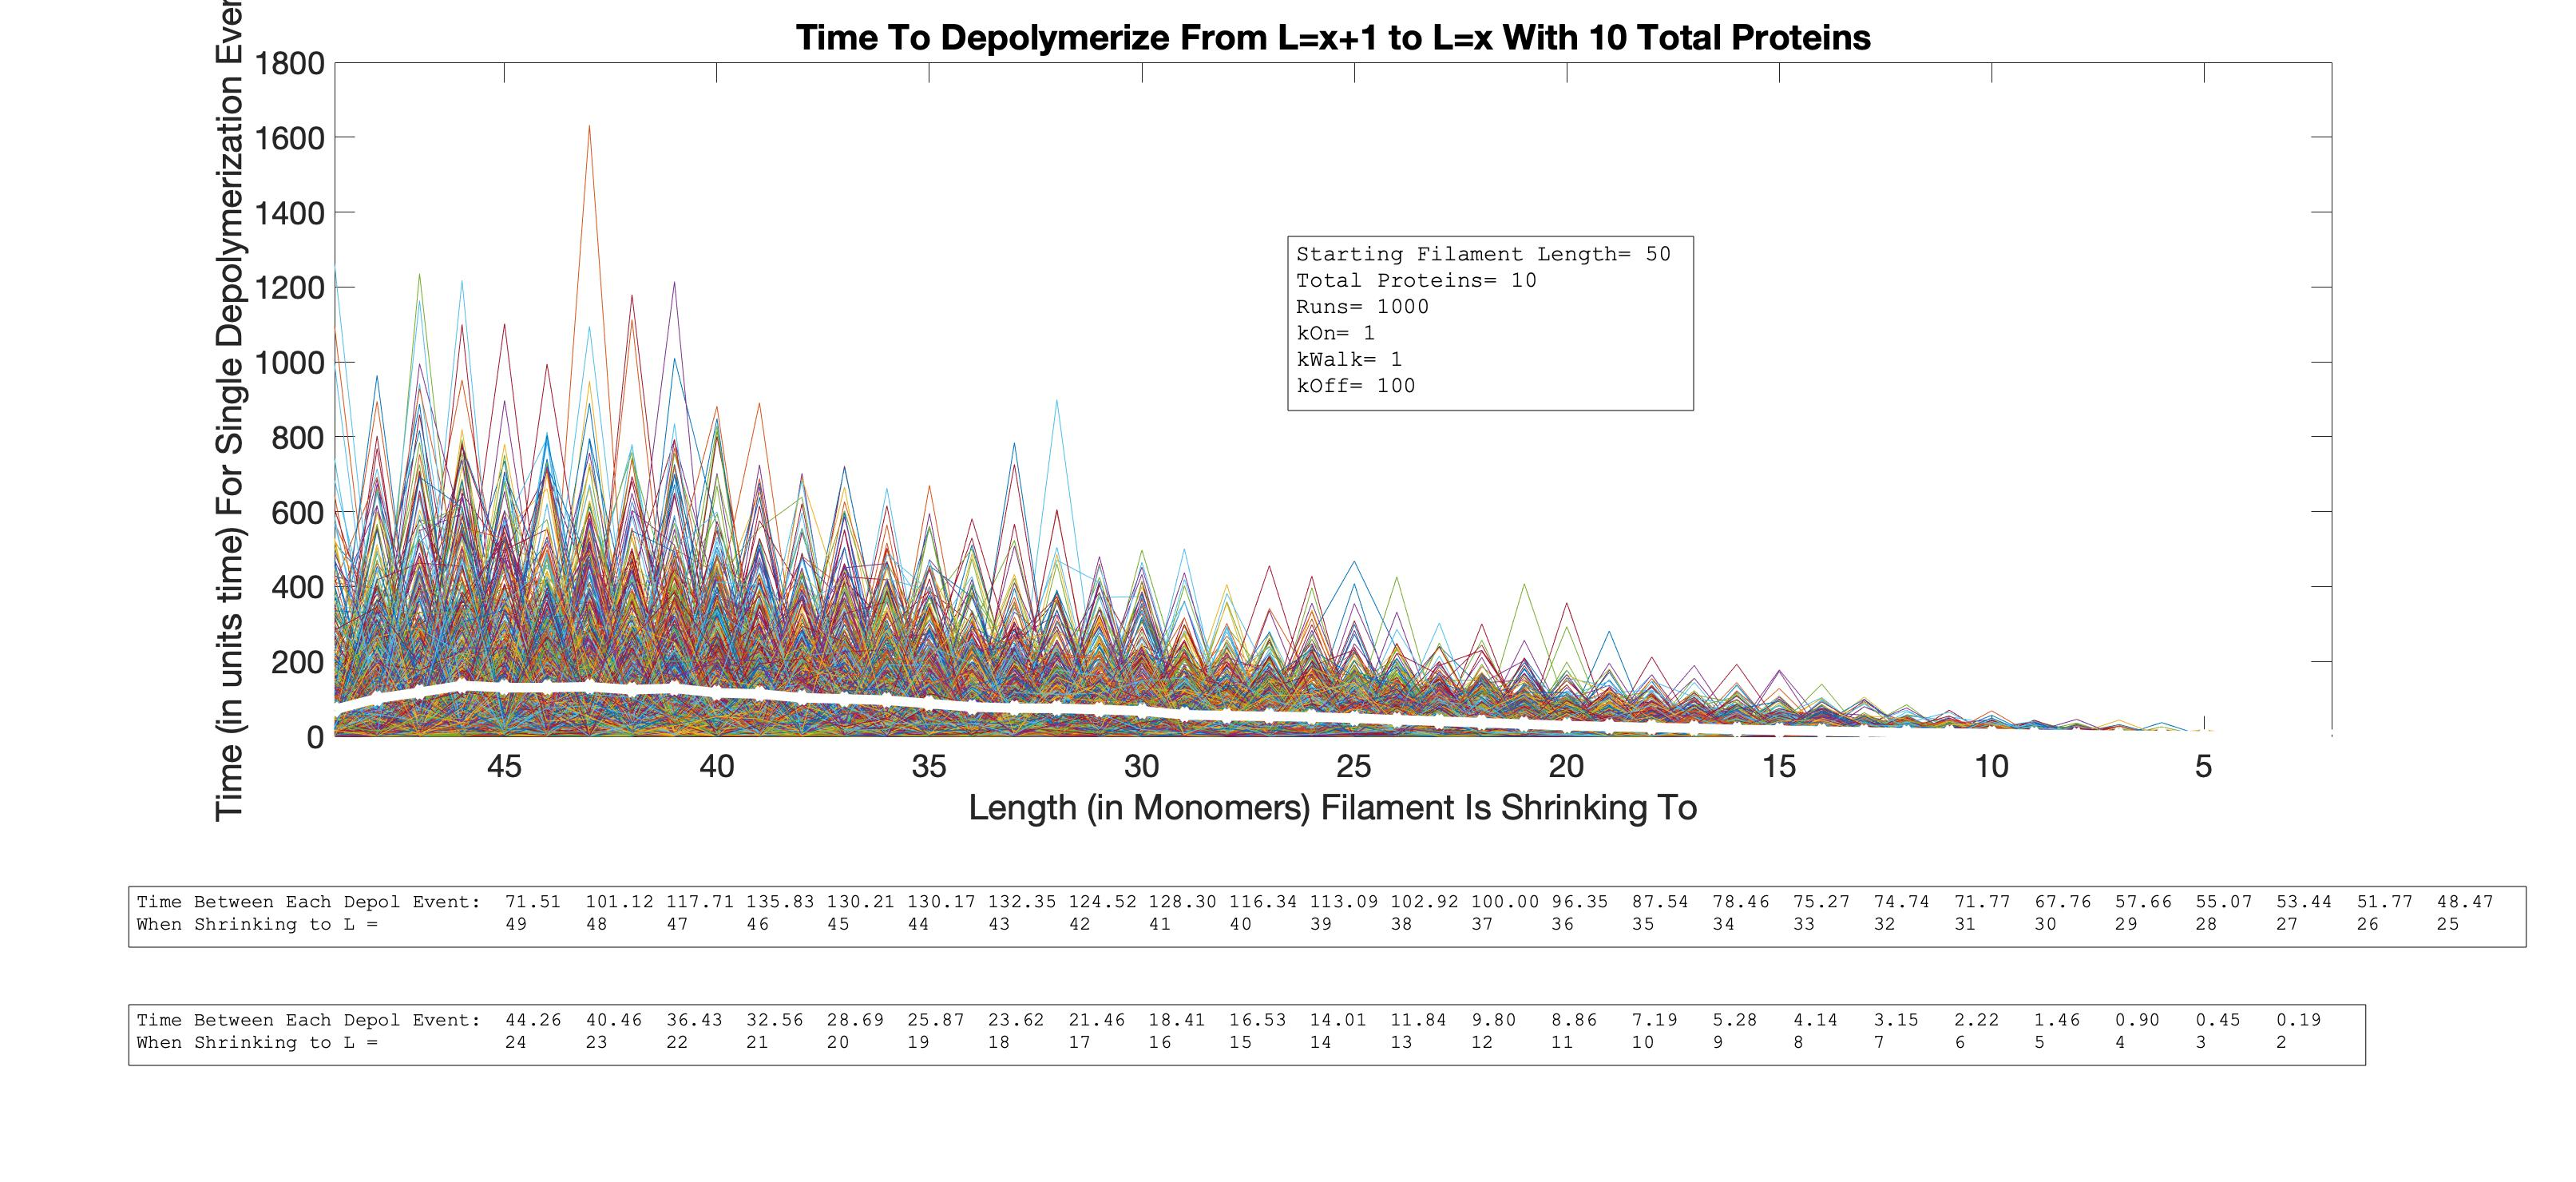 Time To Depolymerize From L=x+1 to L=x With 10 Total Proteins
Time (in units time) For Single Depolymerization
1800
1600
1400
1200
1000
800
600
400
200
0
Starting Filament Length= 50
Total Proteins= 10
Runs= 1000
kOn= 1
kWalk= 1
kOff= 100
45 40 35 30 25 20 15 10 5
Length (in Monomers) Filament Is Shrinking To
Time Between Each Depol Event: 71.51 101.12 117.71 135.83 130.21 130.17 132.35 124.52 128.30 116.34 113.09 102.92 100.00 96.35 87.54 78.46 75.27 74.74 71.77 67.76 57.66 55.07 53.44 51.77 48.47
When Shrinking to L = 49 48 47 46 45 44 43 42 41 40 39 38 37 36 35 34 33 32 31 30 29 28 27 26 25
Time Between Each Depol Event: 44.26 40.46 36.43 32.56 28.69 25.87 23.62 21.46 18.41 16.53 14.01 11.84 9.80 8.86 7.19 5.28 4.14 3.15 2.22 1.46 0.90 0.45 0.19
When Shrinking to L = 24 23 22 21 20 19 18 17 16 15 14 13 12 11 10 9 8 7 6 5 4 3 2